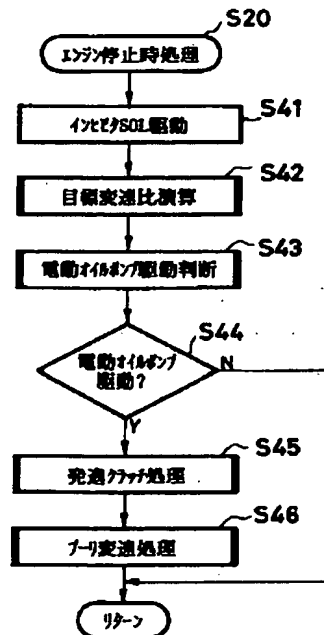 S20
エンジン停止時処理
S41
インヒビタSOL駆動
S42
目標変速比演算
S43
電動オイルポンプ駆動判断
S44
電動オイルポンプ
駆動?
N
Y
S45
発進クラッチ処理
S46
プーリ変速処理
リターン